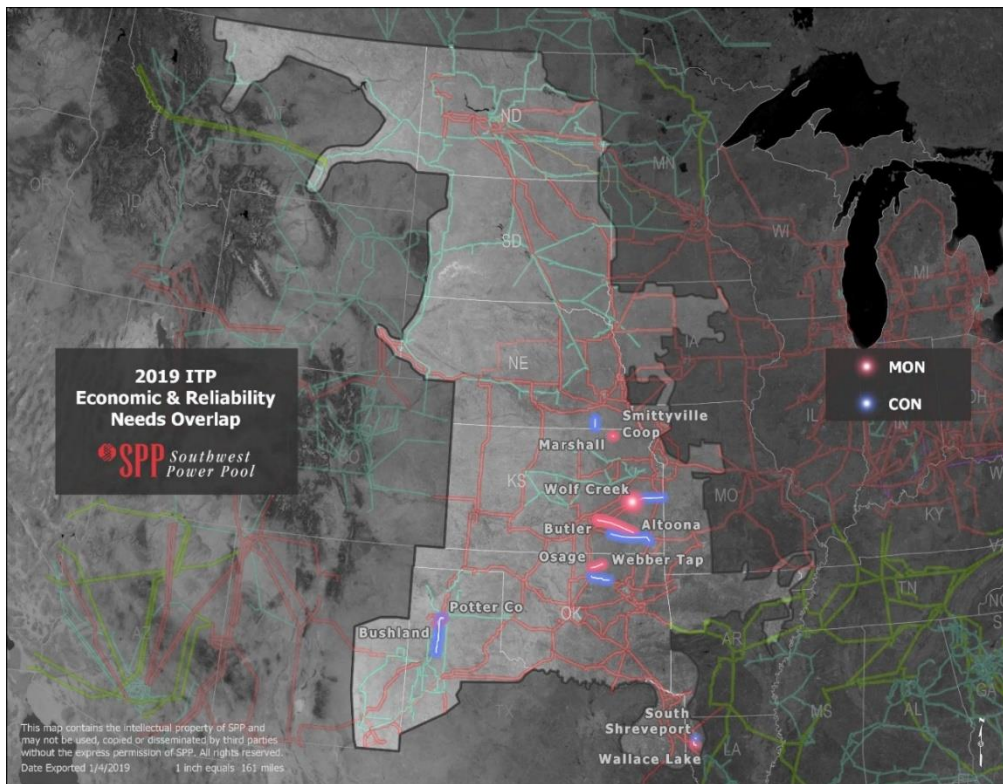 2019 ITP
Economic & Reliability
Needs Overlap
SPP Southwest
Power Pool
MON
CON
ND
MN
ID
SD
WI
MI
IA
NE
IL
IN
OH
Smittyville
Coop
Marshall
KS
MO
Wolf Creek
KY
Butler
Altoona
Osage
Webber Tap
TN
Potter Co
Bushland
OK
AR
MS
AL
GA
South
Shreveport
LA
Wallace Lake
This map contains the intellectual property of SPP and
may not be used, copied or disseminated by third parties
without the express permission of SPP. All rights reserved.
Date Exported 1/4/2019 1 inch equals 161 miles